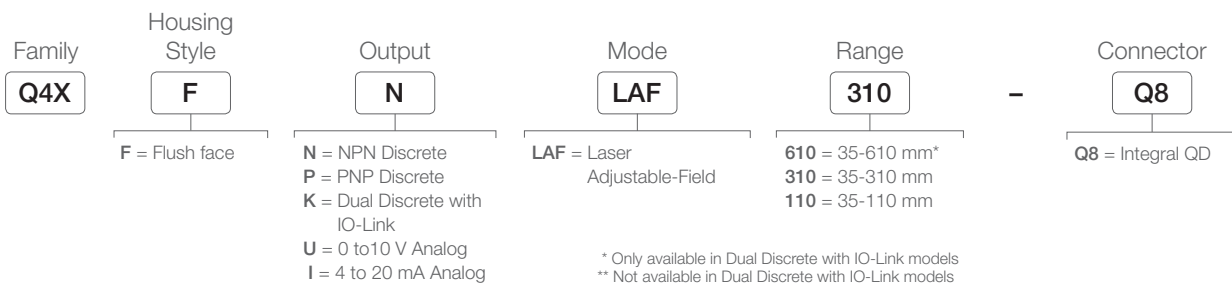 Family
Housing
Style
Output
Mode
Range
Connector
Q4X
F
N
LAF
310
–
Q8
F = Flush face
N = NPN Discrete
P = PNP Discrete
K = Dual Discrete with
IO-Link
U = 0 to10 V Analog
I = 4 to 20 mA Analog
LAF = Laser
Adjustable-Field
610 = 35-610 mm*
310 = 35-310 mm
110 = 35-110 mm
Q8 = Integral QD
* Only available in Dual Discrete with IO-Link models
** Not available in Dual Discrete with IO-Link models